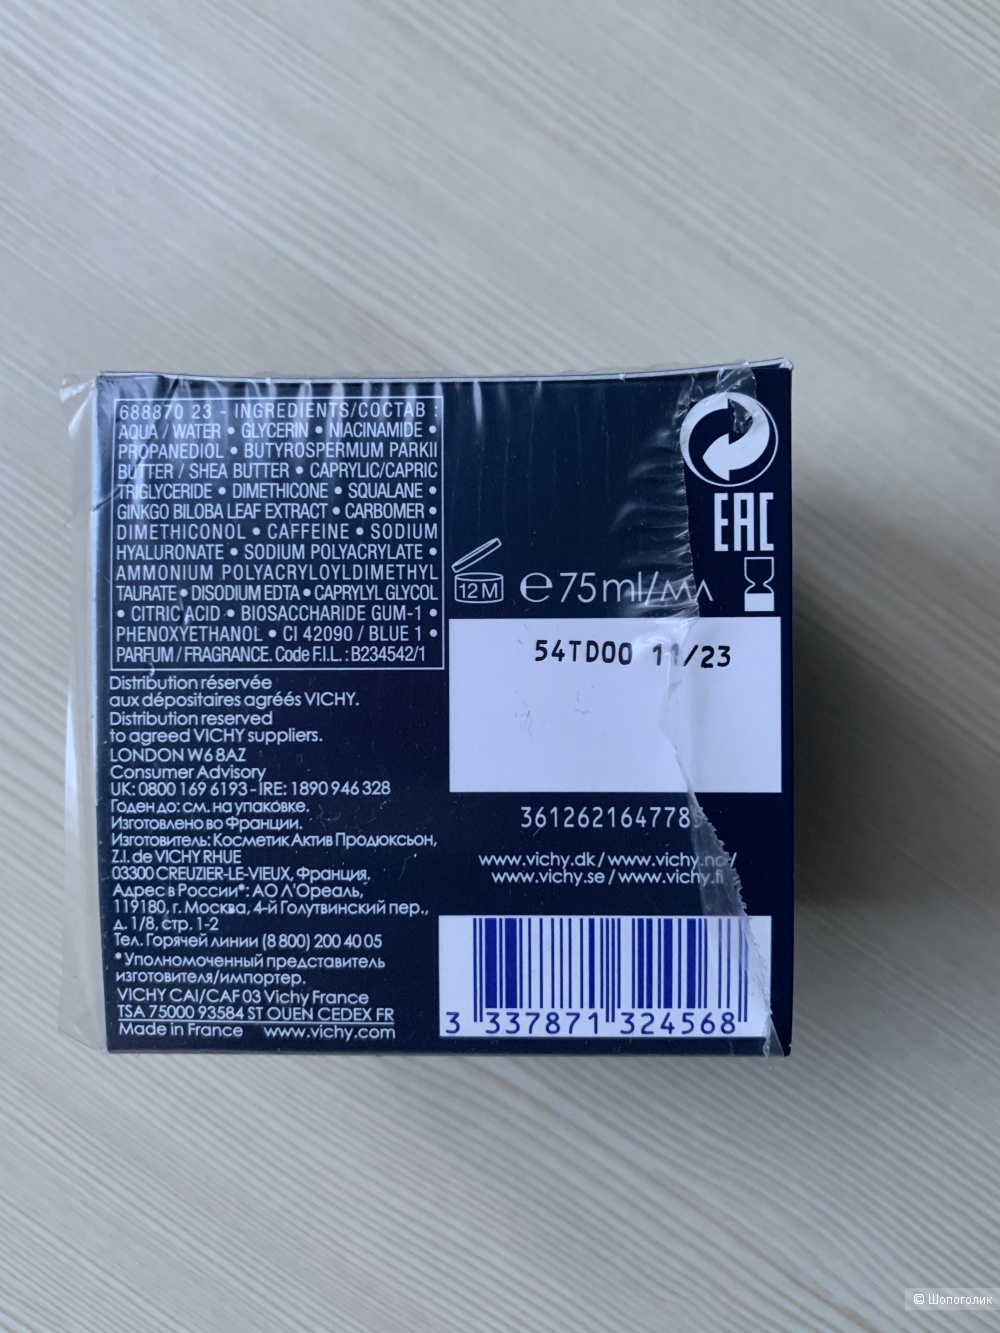 688870 23 - INGREDIENTS/СОСТАВ :
AQUA / WATER • GLYCERIN • NIACINAMIDE •
PROPANEDIOL • BUTYROSPERMUM PARKII
BUTTER / SHEA BUTTER • CAPRYLIC/CAPRIC
TRIGLYCERIDE • DIMETHICONE • SQUALANE •
GINKGO BILOBA LEAF EXTRACT • CARBOMER •
DIMETHICONOL • CAFFEINE • SODIUM
HYALURONATE • SODIUM POLYACRYLATE •
AMMONIUM POLYACRYLOYLDIMETHYL
TAURATE • DISODIUM EDTA • CAPRYLYL GLYCOL
• CITRIC ACID • BIOSACCHARIDE GUM-1 •
PHENOXYETHANOL • CI 42090 / BLUE 1 •
PARFUM / FRAGRANCE. Code F.I.L. : B234542/1
Distribution réservée
aux dépositaires agréés VICHY.
Distribution reserved
to agreed VICHY suppliers.
LONDON W6 8AZ
Consumer Advisory
UK: 0800 169 6193 - IRE: 1890 946 328
Годен до: см. на упаковке.
Изготовлено во Франции.
Изготовитель: Косметик Актив Продюксьон,
Z.I. de VICHY RHUE
03300 CREUZIER-LE-VIEUX, Франция.
Адрес в России*: АО Л'Ореаль,
119180, г. Москва, 4-й Голутвинский пер.,
д. 1/8, стр. 1-2
Тел. Горячей линии (8 800) 200 40 05
*Уполномоченный представитель
изготовителя/импортер.
VICHY CAI/CAF 03 Vichy France
TSA 75000 93584 ST OUEN CEDEX FR
Made in France www.vichy.com
EAC
12 M ℮ 75 ml/мл
54TD00 11/23
361262164778
www.vichy.dk / www.vichy.no /
www.vichy.se / www.vichy.fi
3 337871 324568
© Шопоголик